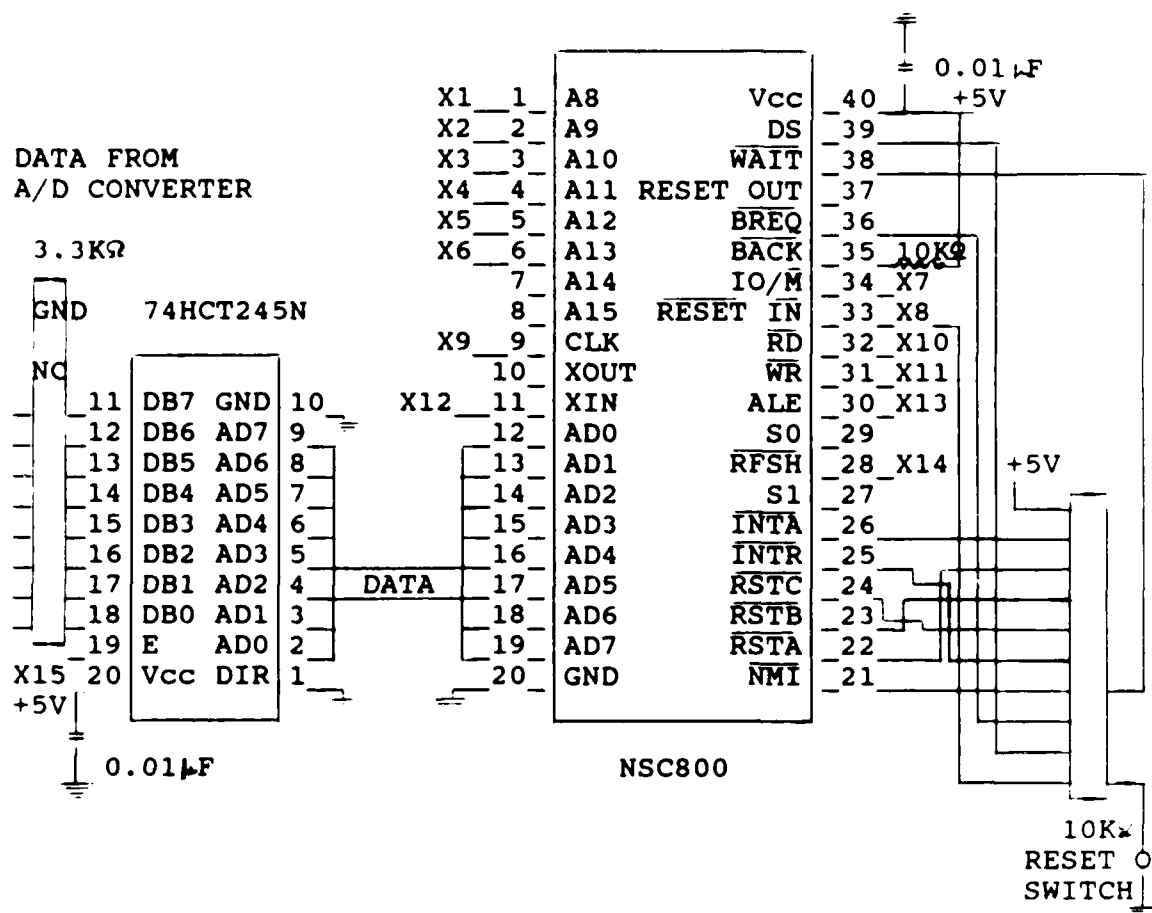 0.01µF
X1 1 A8 Vcc 40 +5V
X2 2 A9 DS 39
DATA FROM X3 3 A10 WAIT 38
A/D CONVERTER X4 4 A11 RESET OUT 37
X5 5 A12 BREQ 36
3.3KΩ X6 6 A13 BACK 35 10KΩ
7 A14 IO/M 34 X7
GND 74HCT245N 8 A15 RESET IN 33 X8
X9 9 CLK RD 32 X10
NC 10 XOUT WR 31 X11
11 DB7 GND 10 X12 11 XIN ALE 30 X13
12 DB6 AD7 9 12 AD0 S0 29
13 DB5 AD6 8 13 AD1 RFSH 28 X14 +5V
14 DB4 AD5 7 14 AD2 S1 27
15 DB3 AD4 6 15 AD3 INTA 26
16 DB2 AD3 5 16 AD4 INTR 25
17 DB1 AD2 4 DATA 17 AD5 RSTC 24
18 DB0 AD1 3 18 AD6 RSTB 23
19 E AD0 2 19 AD7 RSTA 22
X15 20 Vcc DIR 1 20 GND NMI 21
+5V
0.01µF NSC800
10K
RESET
SWITCH